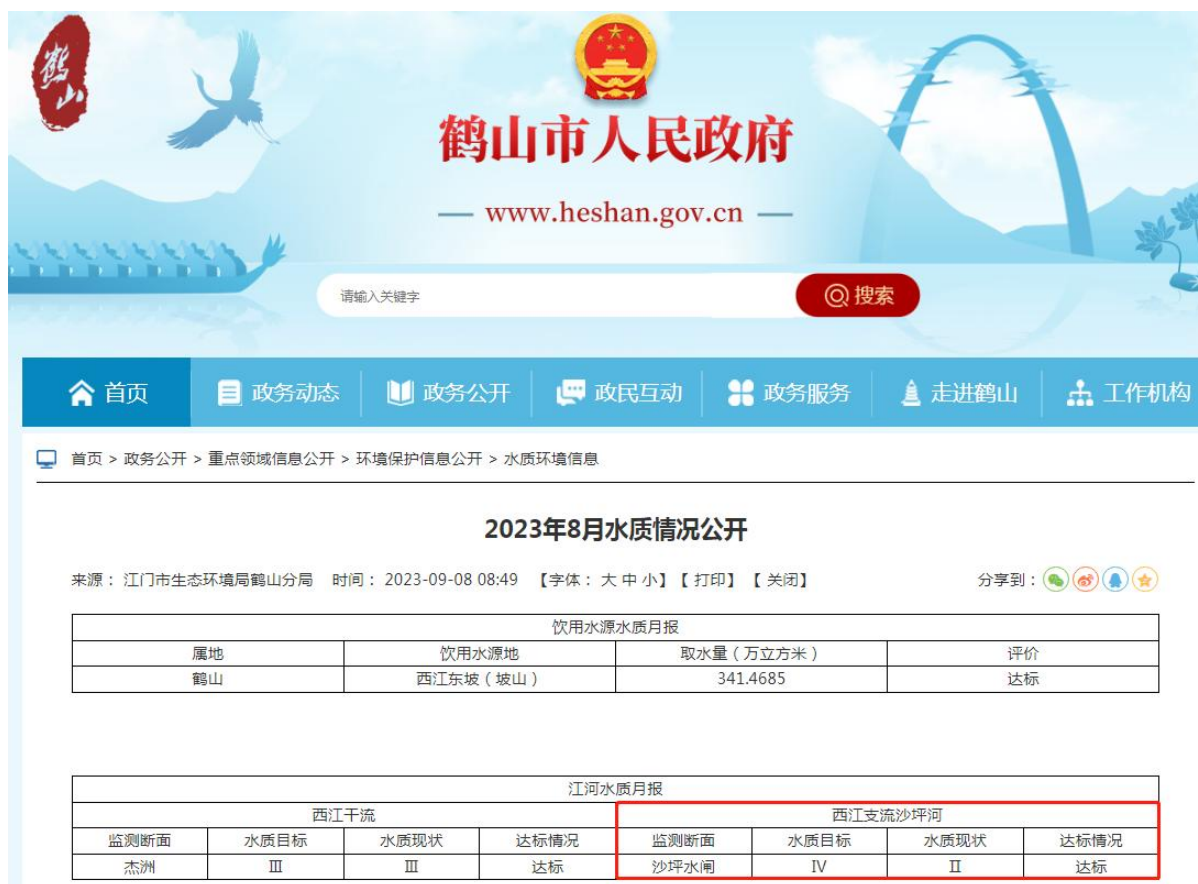 鹤山
鹤山市人民政府
— www.heshan.gov.cn —
请输入关键字
搜索
首页 政务动态 政务公开 政民互动 政务服务 走进鹤山 工作机构
首页 > 政务公开 > 重点领域信息公开 > 环境保护信息公开 > 水质环境信息
2023年8月水质情况公开
来源： 江门市生态环境局鹤山分局 时间： 2023-09-08 08:49 【字体： 大 中 小】【 打印】 【 关闭】 分享到：
饮用水源水质月报
属地 饮用水源地 取水量（万立方米） 评价
鹤山 西江东坡（坡山） 341.4685 达标
江河水质月报
西江干流 西江支流沙坪河
监测断面 水质目标 水质现状 达标情况 监测断面 水质目标 水质现状 达标情况
杰洲 Ⅲ Ⅲ 达标 沙坪水闸 IV Ⅱ 达标